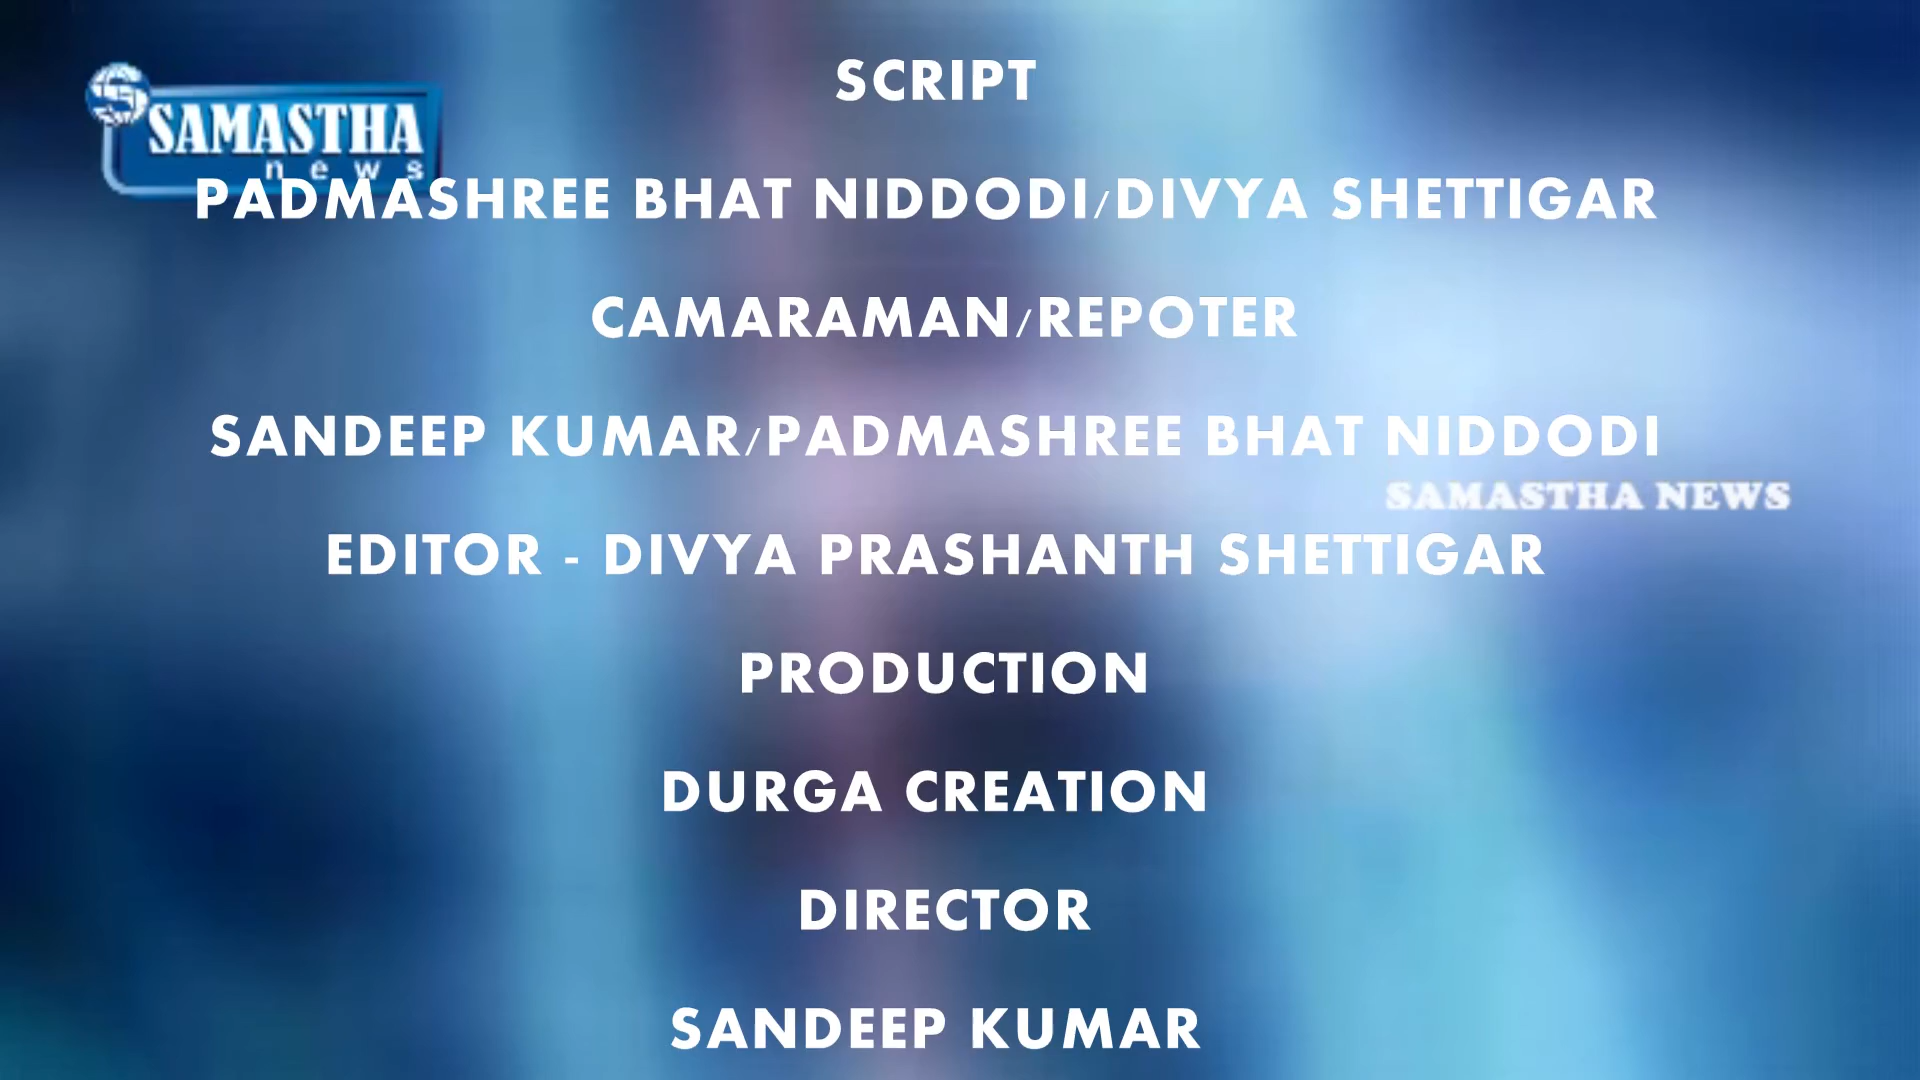 SCRIPT
SAMASTHA
news
PADMASHREE BHAT NIDDODI/DIVYA SHETTIGAR
CAMARAMAN/REPOTER
SANDEEP KUMAR/PADMASHREE BHAT NIDDODI
SAMASTHA NEWS
EDITOR - DIVYA PRASHANTH SHETTIGAR
PRODUCTION
DURGA CREATION
DIRECTOR
SANDEEP KUMAR